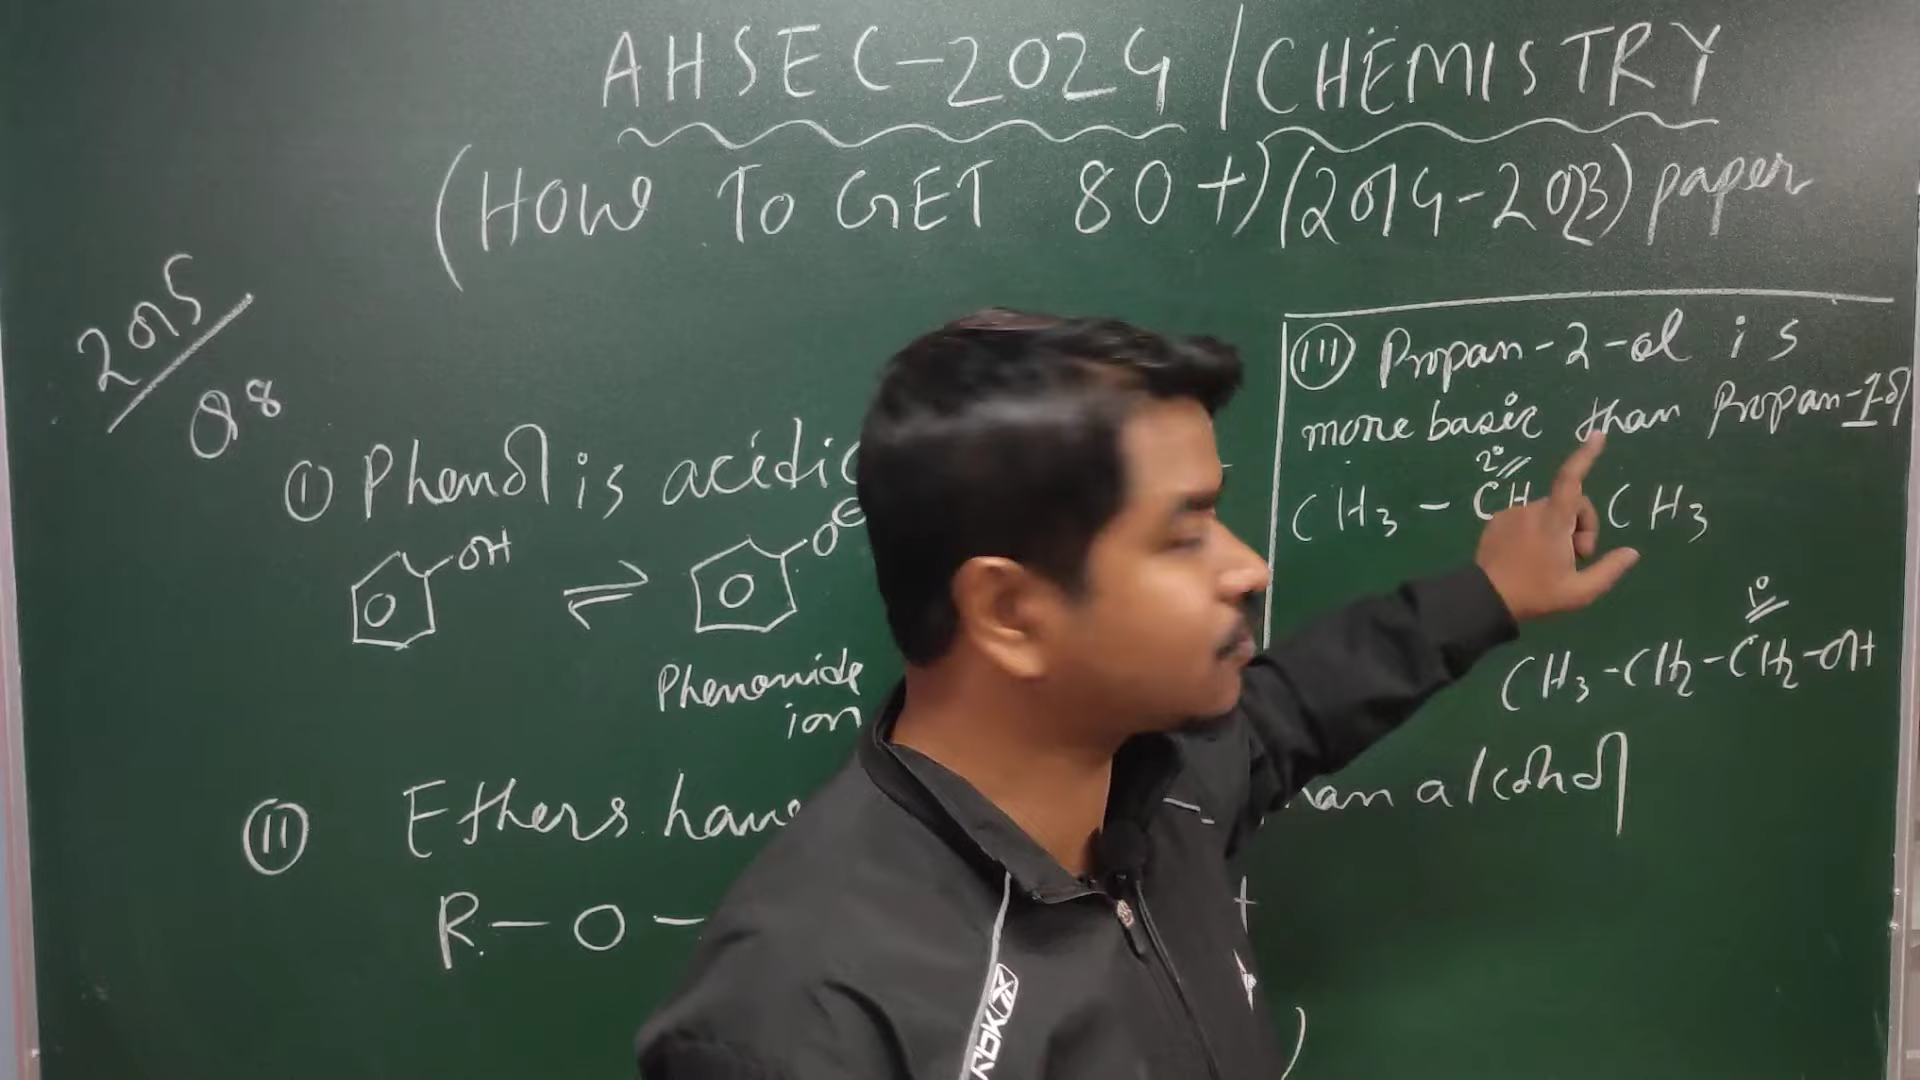 AHSEC-2024/CHEMISTRY
(HOW TO GET 80+)(2014-2023) paper
2015
Q8
(I) Phenol is acidic
OH ⇌ O⊖
Phenoxide
ion
(II) Ethers have
alcohol
R-O-
(III) Propan-2-ol is
more basic than Propan-1-ol
2°
CH3-CH CH3
1°
CH3-CH2-CH2-OH